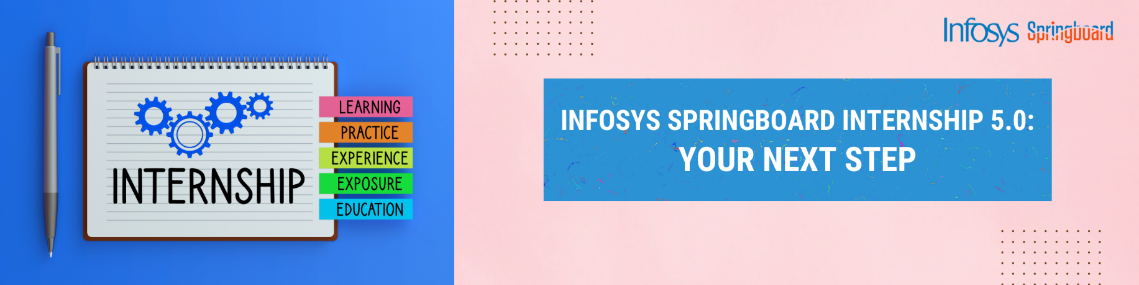 INTERNSHIP
LEARNING
PRACTICE
EXPERIENCE
EXPOSURE
EDUCATION
Infosys Springboard
INFOSYS SPRINGBOARD INTERNSHIP 5.0:
YOUR NEXT STEP